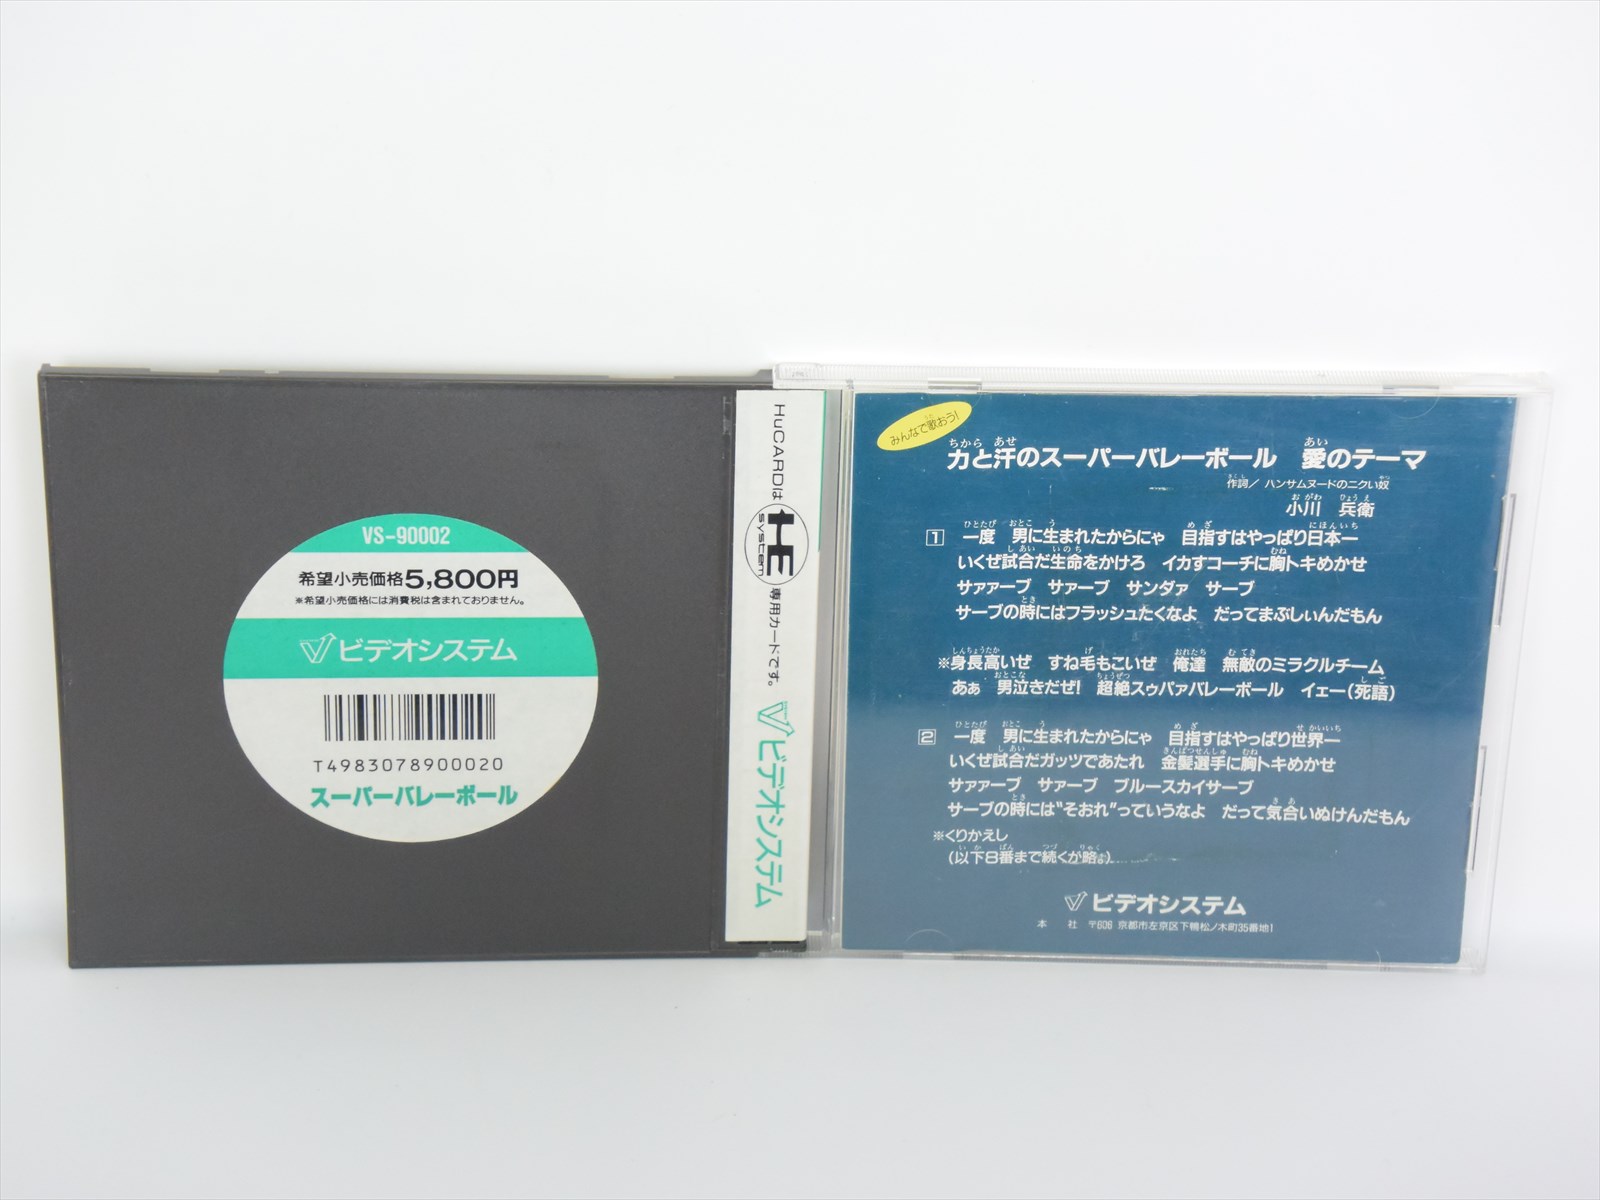 VS-90002
希望小売価格5,800円
※希望小売価格には消費税は含まれておりません。
ビデオシステム
T4983078900020
スーパーバレーボール
HuCARDは HE system 専用カードです。
ビデオシステム
みんなで歌おう!
力と汗のスーパーバレーボール 愛のテーマ
作詞/ ハンサムヌードのニクい奴
小川 兵衛
1 一度 男に生まれたからにゃ 目指すはやっぱり日本一
いくぜ試合だ生命をかけろ イカすコーチに胸トキめかせ
サァァーブ サァーブ サンダァ サーブ
サーブの時にはフラッシュたくなよ だってまぶしぃんだもん
※身長高いぜ すね毛もこいぜ 俺達 無敵のミラクルチーム
あぁ 男泣きだぜ! 超絶スゥパァバレーボール イェー(死語)
2 一度 男に生まれたからにゃ 目指すはやっぱり世界一
いくぜ試合だガッツであたれ 金髪選手に胸トキめかせ
サァァーブ サァーブ ブルースカイサーブ
サーブの時には“そおれ”っていうなよ だって気合いぬけんだもん
※くりかえし
(以下8番まで続くが略。)
ビデオシステム
本 社 〒606 京都市左京区下鴨松ノ木町35番地1